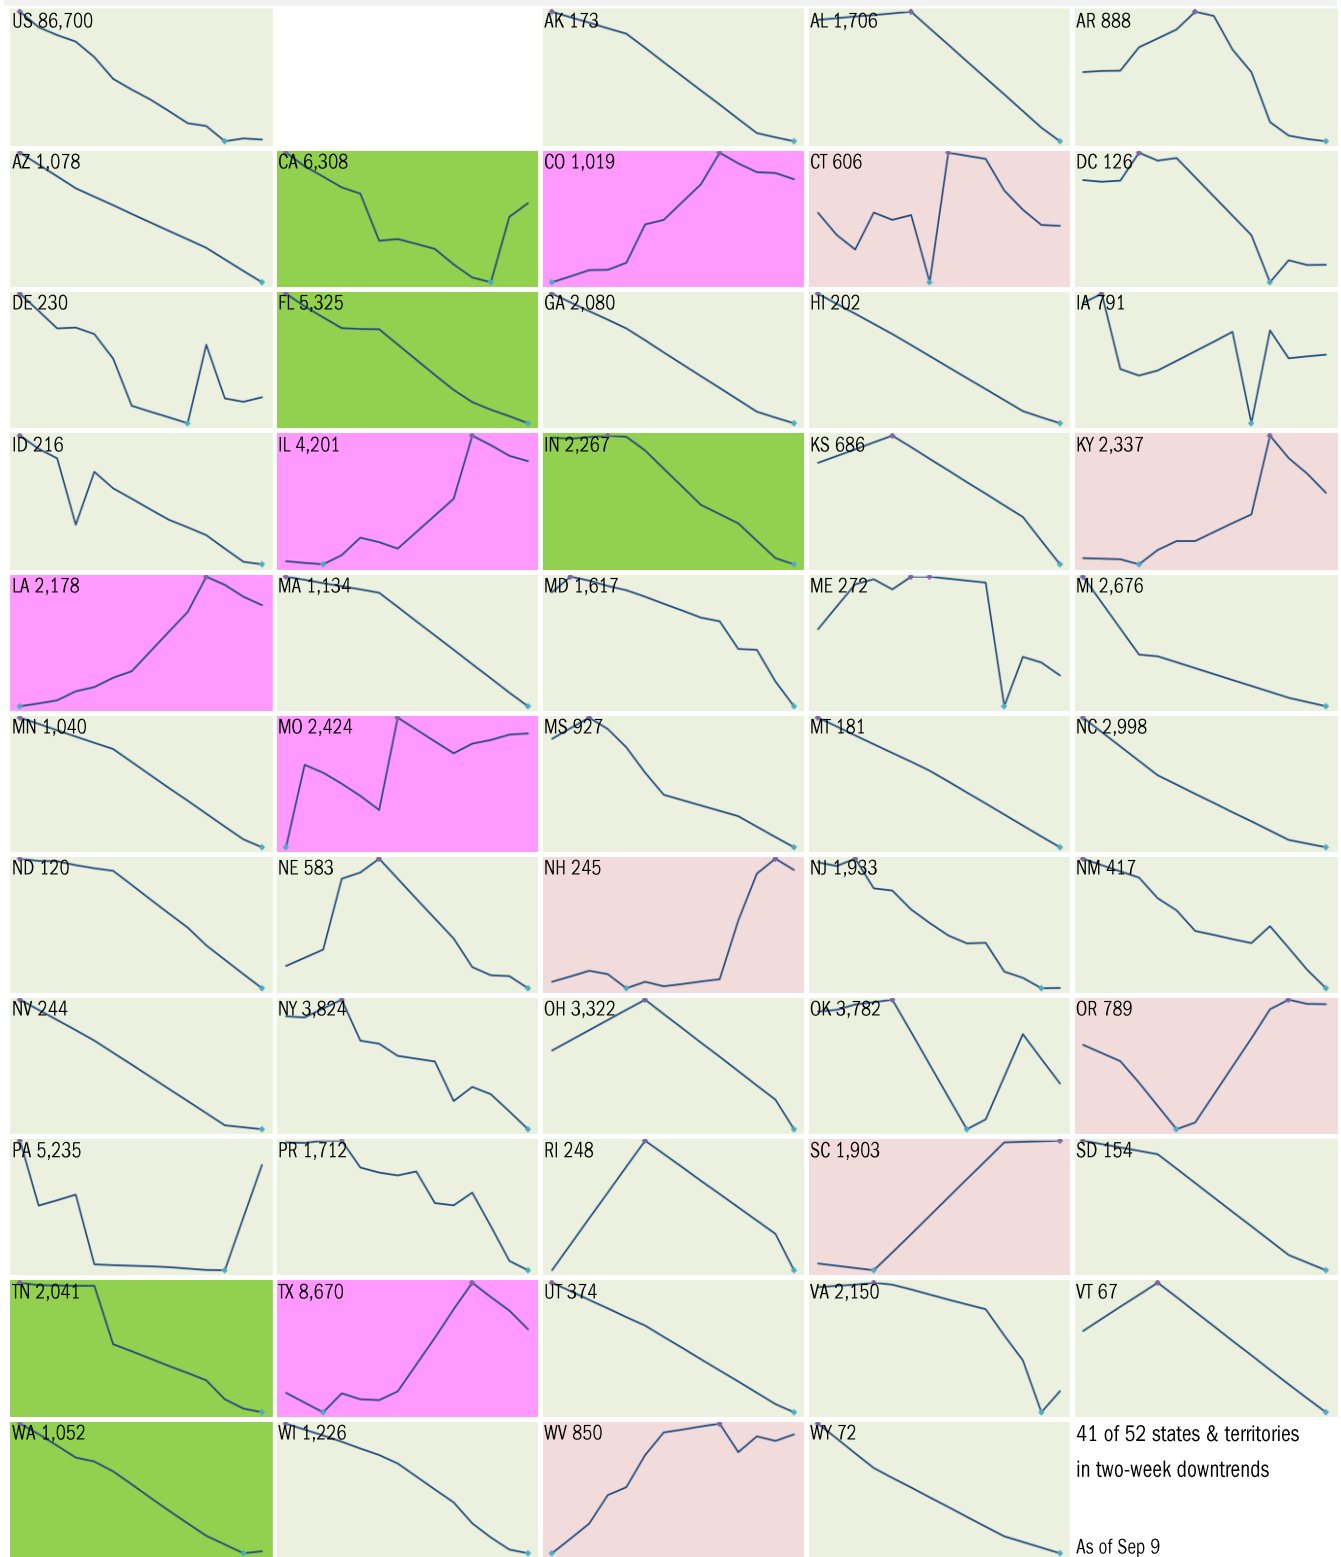 US 86,700
AK 173
AL 1,706
AR 888
AZ 1,078
CA 6,308
CO 1,019
CT 606
DC 126
DE 230
FL 5,325
GA 2,080
HI 202
IA 791
ID 216
IL 4,201
IN 2,267
KS 686
KY 2,337
LA 2,178
MA 1,134
MD 1,617
ME 272
MI 2,676
MN 1,040
MO 2,424
MS 927
MT 181
NC 2,998
ND 120
NE 583
NH 245
NJ 1,933
NM 417
NV 244
NY 3,824
OH 3,322
OK 3,782
OR 789
PA 5,235
PR 1,712
RI 248
SC 1,903
SD 154
TN 2,041
TX 8,670
UT 374
VA 2,150
VT 67
WA 1,052
WI 1,226
WV 850
WY 72
41 of 52 states & territories
in two-week downtrends
As of Sep 9